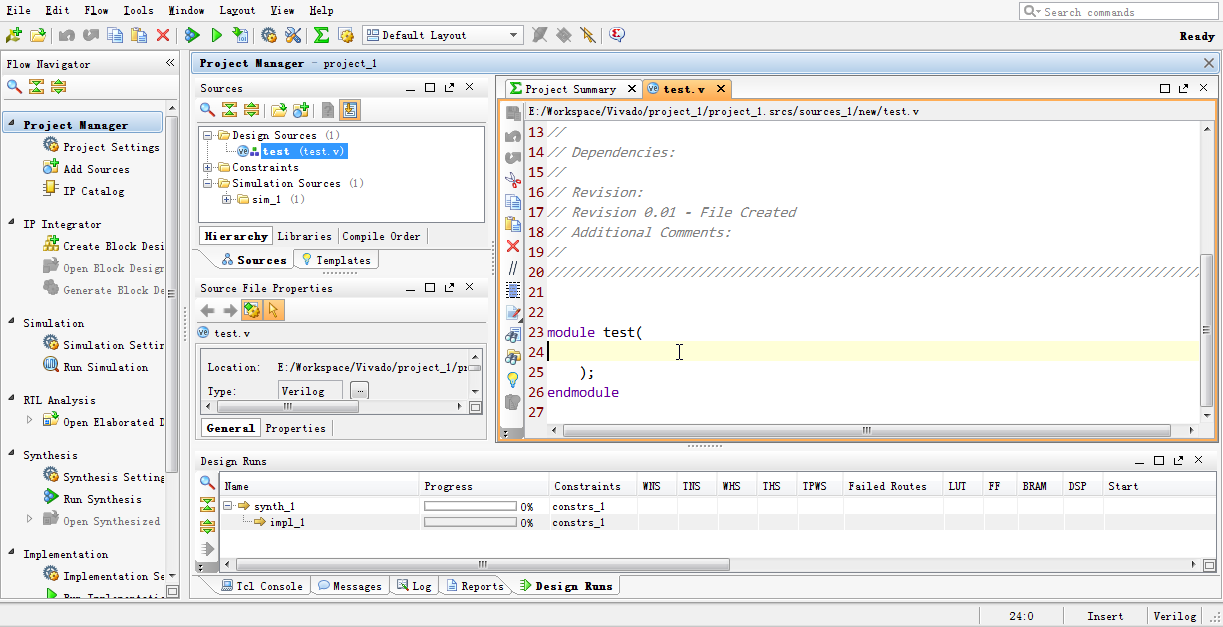 File Edit Flow Tools Window Layout View Help
Search commands
Default Layout
Ready
Flow Navigator
Project Manager
Project Settings
Add Sources
IP Catalog
IP Integrator
Create Block Desi
Open Block Design
Generate Block De
Simulation
Simulation Settin
Run Simulation
RTL Analysis
Open Elaborated D
Synthesis
Synthesis Setting
Run Synthesis
Open Synthesized
Implementation
Implementation Se
Run Implementatio
Project Manager - project_1
Sources
Design Sources (1)
test (test.v)
Constraints
Simulation Sources (1)
sim_1 (1)
Hierarchy Libraries Compile Order
Sources Templates
Source File Properties
test.v
Location: E:/Workspace/Vivado/project_1/pr
Type: Verilog ...
General Properties
Project Summary test.v
E:/Workspace/Vivado/project_1/project_1.srcs/sources_1/new/test.v
13 //
14 // Dependencies:
15 //
16 // Revision:
17 // Revision 0.01 - File Created
18 // Additional Comments:
19 //
20 //////////////////////////////////////////////////////////////////////////////////
21
22
23 module test(
24
25 );
26 endmodule
27
Design Runs
Name Progress Constraints WNS TNS WHS THS TPWS Failed Routes LUT FF BRAM DSP Start
synth_1 0% constrs_1
impl_1 0% constrs_1
Tcl Console Messages Log Reports Design Runs
24:0 Insert Verilog